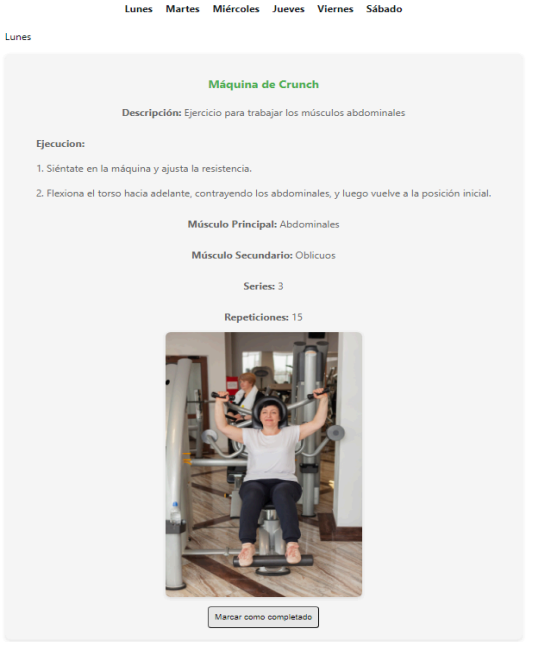 Lunes Martes Miércoles Jueves Viernes Sábado
Lunes
Máquina de Crunch
Descripción: Ejercicio para trabajar los músculos abdominales
Ejecucion:
1. Siéntate en la máquina y ajusta la resistencia.
2. Flexiona el torso hacia adelante, contrayendo los abdominales, y luego vuelve a la posición inicial.
Músculo Principal: Abdominales
Músculo Secundario: Oblicuos
Series: 3
Repeticiones: 15
Marcar como completado